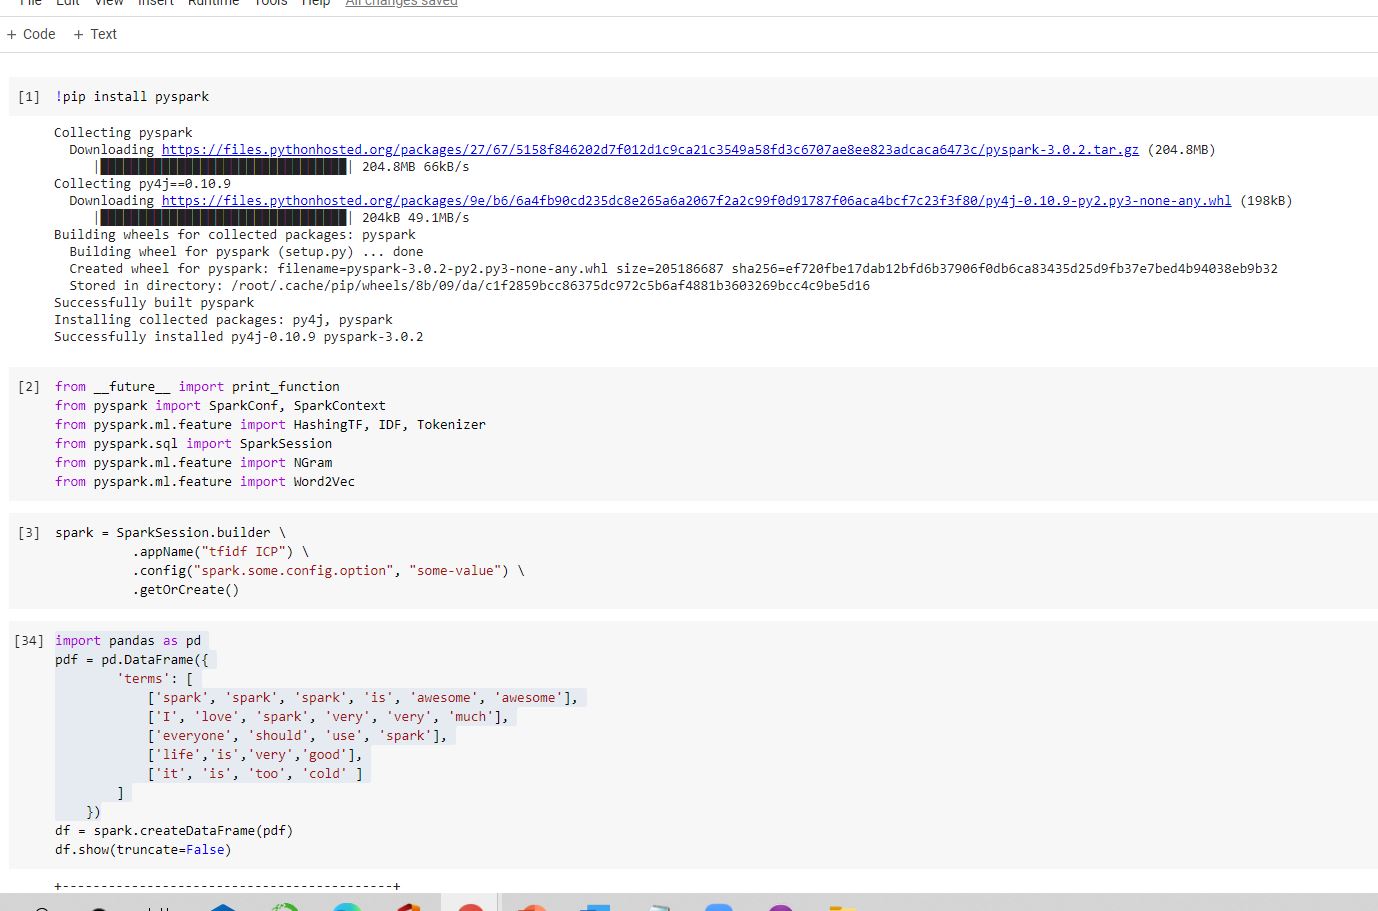 File Edit View Insert Runtime Tools Help All changes saved
+ Code + Text
[1] !pip install pyspark
Collecting pyspark
Downloading https://files.pythonhosted.org/packages/27/67/5158f846202d7f012d1c9ca21c3549a58fd3c6707ae8ee823adcaca6473c/pyspark-3.0.2.tar.gz (204.8MB)
| | 204.8MB 66kB/s
Collecting py4j==0.10.9
Downloading https://files.pythonhosted.org/packages/9e/b6/6a4fb90cd235dc8e265a6a2067f2a2c99f0d91787f06aca4bcf7c23f3f80/py4j-0.10.9-py2.py3-none-any.whl (198kB)
| | 204kB 49.1MB/s
Building wheels for collected packages: pyspark
Building wheel for pyspark (setup.py) ... done
Created wheel for pyspark: filename=pyspark-3.0.2-py2.py3-none-any.whl size=205186687 sha256=ef720fbe17dab12bfd6b37906f0db6ca83435d25d9fb37e7bed4b94038eb9b32
Stored in directory: /root/.cache/pip/wheels/8b/09/da/c1f2859bcc86375dc972c5b6af4881b3603269bcc4c9be5d16
Successfully built pyspark
Installing collected packages: py4j, pyspark
Successfully installed py4j-0.10.9 pyspark-3.0.2
[2] from __future__ import print_function
from pyspark import SparkConf, SparkContext
from pyspark.ml.feature import HashingTF, IDF, Tokenizer
from pyspark.sql import SparkSession
from pyspark.ml.feature import NGram
from pyspark.ml.feature import Word2Vec
[3] spark = SparkSession.builder \
.appName("tfidf ICP") \
.config("spark.some.config.option", "some-value") \
.getOrCreate()
[34] import pandas as pd
pdf = pd.DataFrame({
'terms': [
['spark', 'spark', 'spark', 'is', 'awesome', 'awesome'],
['I', 'love', 'spark', 'very', 'very', 'much'],
['everyone', 'should', 'use', 'spark'],
['life','is','very','good'],
['it', 'is', 'too', 'cold' ]
]
})
df = spark.createDataFrame(pdf)
df.show(truncate=False)
+-------------------------------------------+